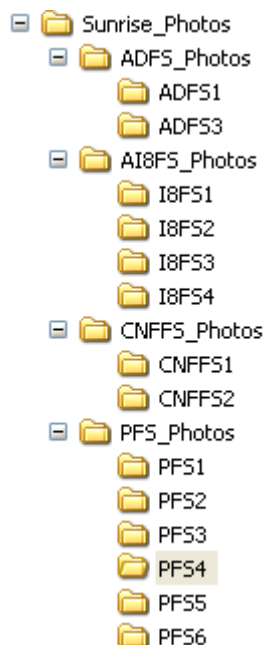 Sunrise_Photos
ADFS_Photos
ADFS1
ADFS3
AI8FS_Photos
I8FS1
I8FS2
I8FS3
I8FS4
CNFFS_Photos
CNFFS1
CNFFS2
PFS_Photos
PFS1
PFS2
PFS3
PFS4
PFS5
PFS6